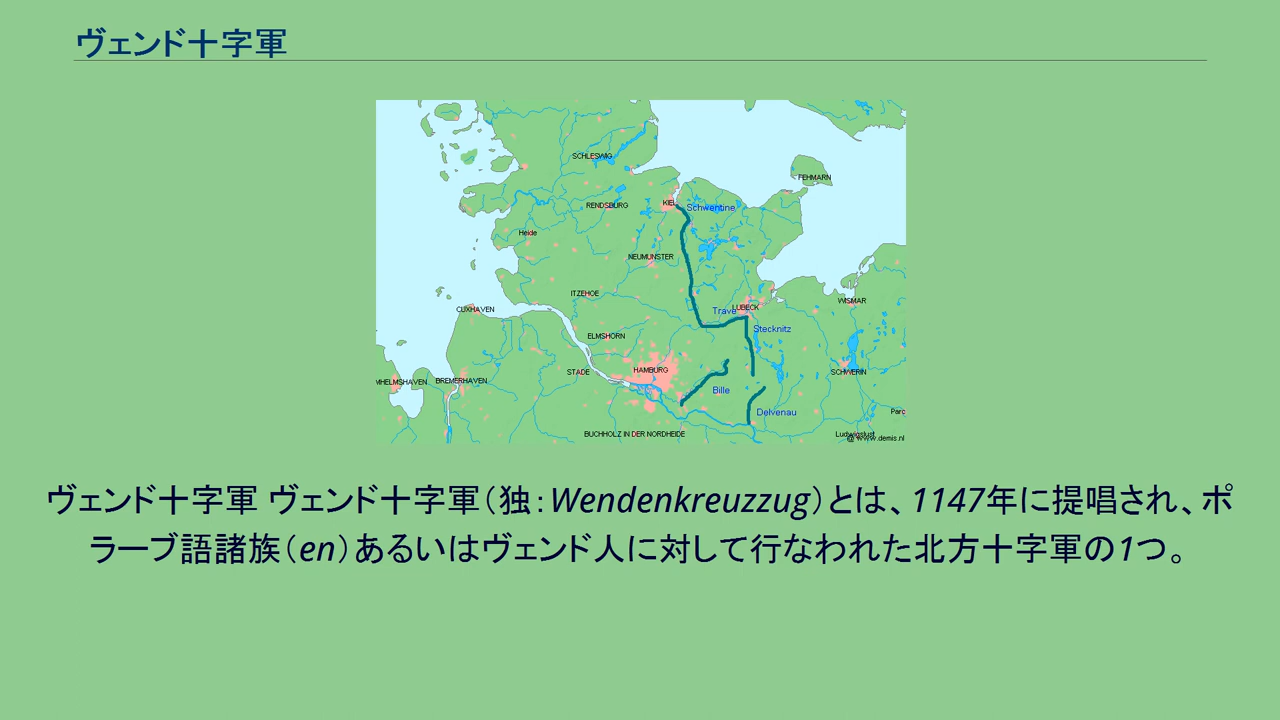 ヴェンド十字軍
SCHLESWIG
FEHMARN
RENDSBURG
KIEL
Schwentine
Heide
NEUMUNSTER
ITZEHOE
WISMAR
CUXHAVEN
Trave
LUBECK
Stecknitz
ELMSHORN
STADE
HAMBURG
SCHWERIN
BREMERHAVEN
Bille
Delvenau
Parc
BUCHHOLZ IN DER NORDHEIDE
Ludwigslust
@ www.demis.nl
ヴェンド十字軍 ヴェンド十字軍（独：Wendenkreuzzug）とは、1147年に提唱され、ポ
ラーブ語諸族（en）あるいはヴェンド人に対して行なわれた北方十字軍の1つ。